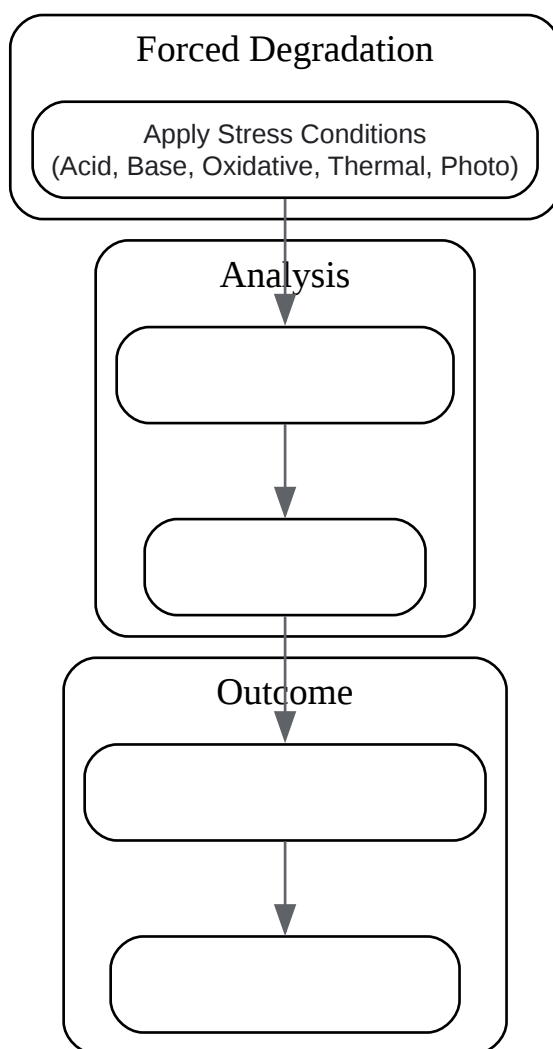 Forced Degradation
Apply Stress Conditions
(Acid, Base, Oxidative, Thermal, Photo)
Analysis
Outcome